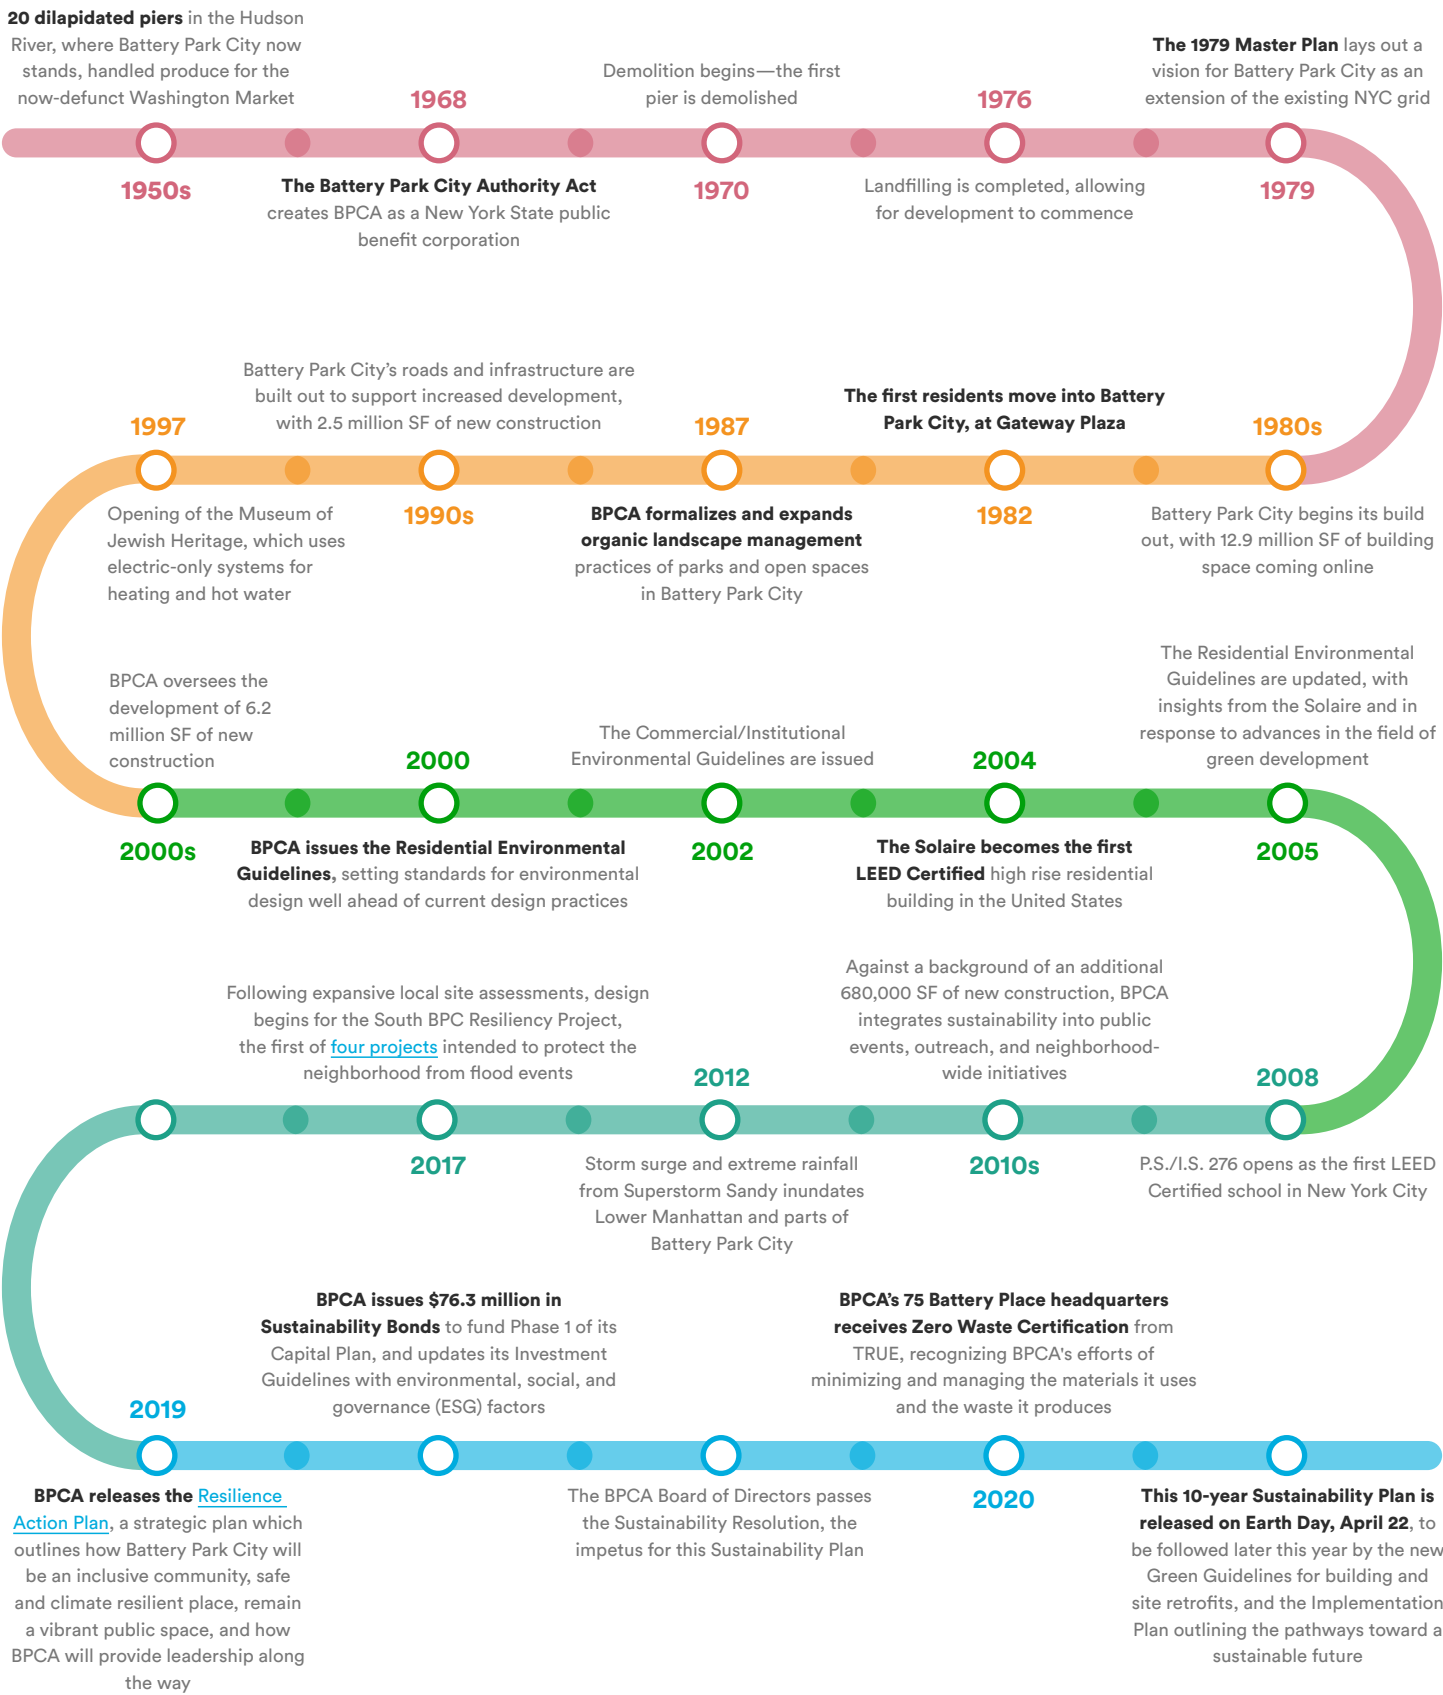 20 dilapidated piers in the Hudson
River, where Battery Park City now
stands, handled produce for the
now-defunct Washington Market
1950s
1968
The Battery Park City Authority Act
creates BPCA as a New York State public
benefit corporation
Demolition begins—the first
pier is demolished
1970
1976
Landfilling is completed, allowing
for development to commence
The 1979 Master Plan lays out a
vision for Battery Park City as an
extension of the existing NYC grid
1979
1980s
Battery Park City begins its build
out, with 12.9 million SF of building
space coming online
The first residents move into Battery
Park City, at Gateway Plaza
1982
1987
BPCA formalizes and expands
organic landscape management
practices of parks and open spaces
in Battery Park City
Battery Park City’s roads and infrastructure are
built out to support increased development,
with 2.5 million SF of new construction
1990s
1997
Opening of the Museum of
Jewish Heritage, which uses
electric-only systems for
heating and hot water
BPCA oversees the
development of 6.2
million SF of new
construction
2000s
2000
BPCA issues the Residential Environmental
Guidelines, setting standards for environmental
design well ahead of current design practices
The Commercial/Institutional
Environmental Guidelines are issued
2002
2004
The Solaire becomes the first
LEED Certified high rise residential
building in the United States
The Residential Environmental
Guidelines are updated, with
insights from the Solaire and in
response to advances in the field of
green development
2005
2008
P.S./I.S. 276 opens as the first LEED
Certified school in New York City
Against a background of an additional
680,000 SF of new construction, BPCA
integrates sustainability into public
events, outreach, and neighborhood-
wide initiatives
2010s
2012
Storm surge and extreme rainfall
from Superstorm Sandy inundates
Lower Manhattan and parts of
Battery Park City
Following expansive local site assessments, design
begins for the South BPC Resiliency Project,
the first of four projects intended to protect the
neighborhood from flood events
2017
2019
BPCA releases the Resilience
Action Plan, a strategic plan which
outlines how Battery Park City will
be an inclusive community, safe
and climate resilient place, remain
a vibrant public space, and how
BPCA will provide leadership along
the way
BPCA issues $76.3 million in
Sustainability Bonds to fund Phase 1 of its
Capital Plan, and updates its Investment
Guidelines with environmental, social, and
governance (ESG) factors
The BPCA Board of Directors passes
the Sustainability Resolution, the
impetus for this Sustainability Plan
BPCA’s 75 Battery Place headquarters
receives Zero Waste Certification from
TRUE, recognizing BPCA's efforts of
minimizing and managing the materials it uses
and the waste it produces
2020
This 10-year Sustainability Plan is
released on Earth Day, April 22, to
be followed later this year by the new
Green Guidelines for building and
site retrofits, and the Implementation
Plan outlining the pathways toward a
sustainable future